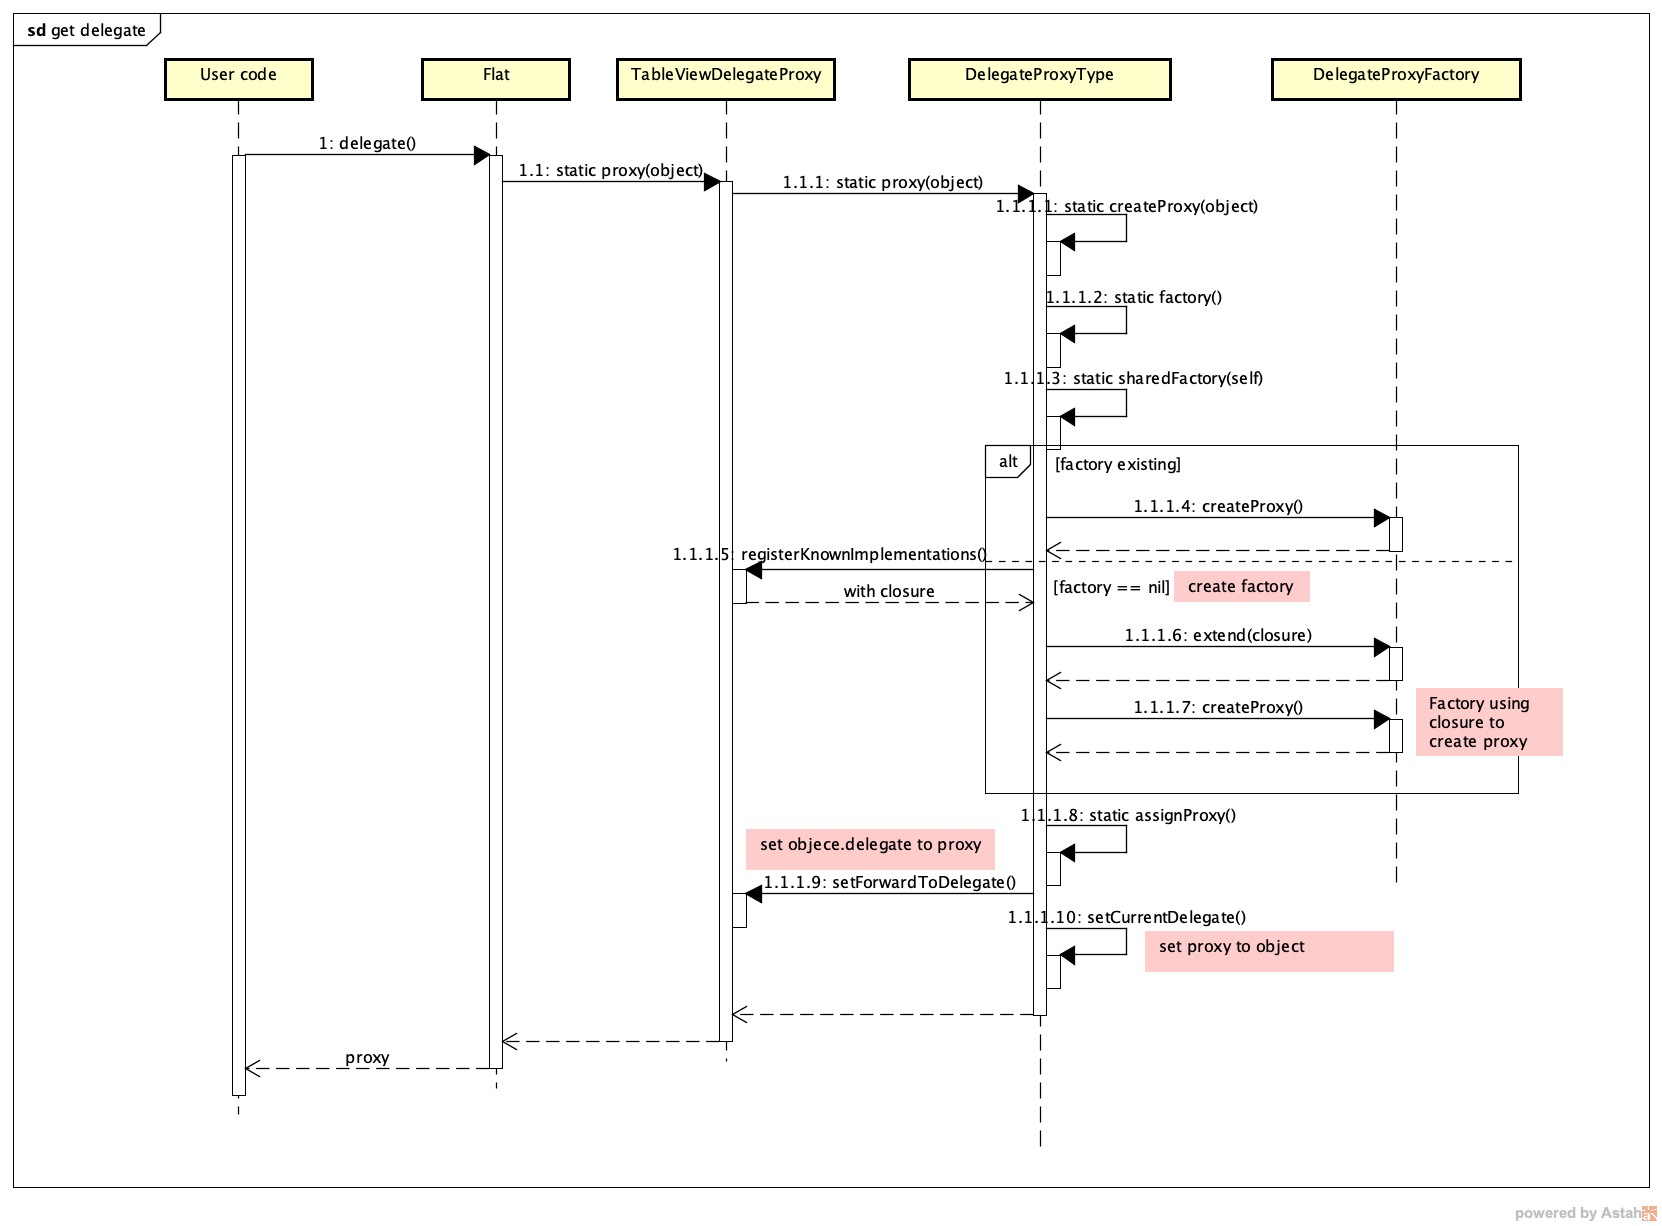 sd get delegate
User code
Flat
TableViewDelegateProxy
DelegateProxyType
DelegateProxyFactory
1: delegate()
1.1: static proxy(object)
1.1.1: static proxy(object)
1.1.1.1: static createProxy(object)
1.1.1.2: static factory()
1.1.1.3: static sharedFactory(self)
alt
[factory existing]
1.1.1.4: createProxy()
1.1.1.5: registerKnownImplementations()
[factory == nil]
create factory
with closure
1.1.1.6: extend(closure)
1.1.1.7: createProxy()
Factory using
closure to
create proxy
1.1.1.8: static assignProxy()
set objece.delegate to proxy
1.1.1.9: setForwardToDelegate()
1.1.1.10: setCurrentDelegate()
set proxy to object
proxy
powered by Astah